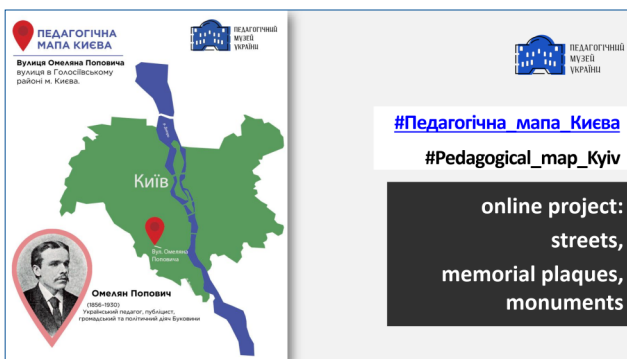 ПЕДАГОГІЧНА
МАПА КИЄВА
ПЕДАГОГІЧНИЙ
МУЗЕЙ
УКРАЇНИ
Вулиця Омеляна Поповича
вулиця в Голосіївському
районі м. Києва.
Київ
Вул. Омеляна
Поповича
Омелян Попович
(1856-1930)
Український педагог, публіцист,
громадський та політичний діяч Буковини
ПЕДАГОГІЧНИЙ
МУЗЕЙ
УКРАЇНИ
#Педагогічна_мапа_Києва
#Pedagogical_map_Kyiv
online project:
streets,
memorial plaques,
monuments